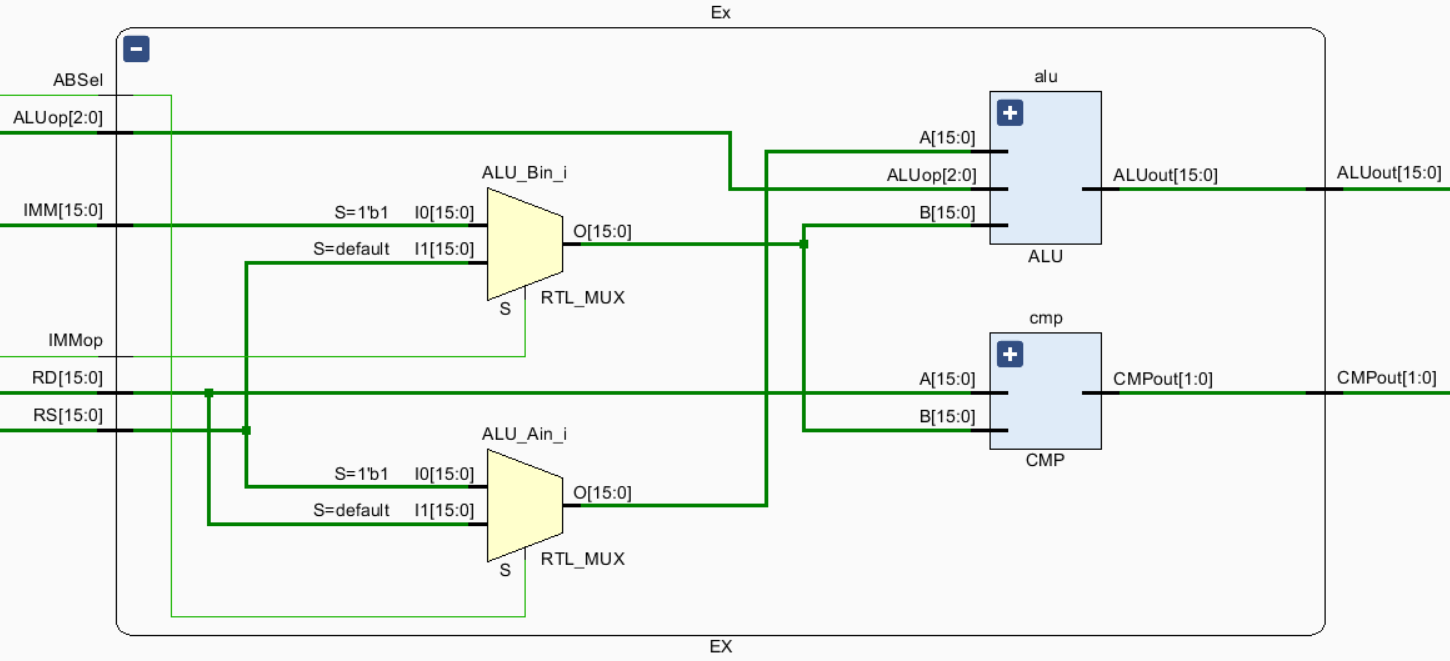 Ex
ABSel
ALUop[2:0]
IMM[15:0]
IMMop
RD[15:0]
RS[15:0]
ALU_Bin_i
S=1'b1 I0[15:0]
S=default I1[15:0]
O[15:0]
S
RTL_MUX
ALU_Ain_i
S=1'b1 I0[15:0]
S=default I1[15:0]
O[15:0]
S
RTL_MUX
alu
A[15:0]
ALUop[2:0]
B[15:0]
ALUout[15:0]
ALU
cmp
A[15:0]
B[15:0]
CMPout[1:0]
CMP
ALUout[15:0]
CMPout[1:0]
EX